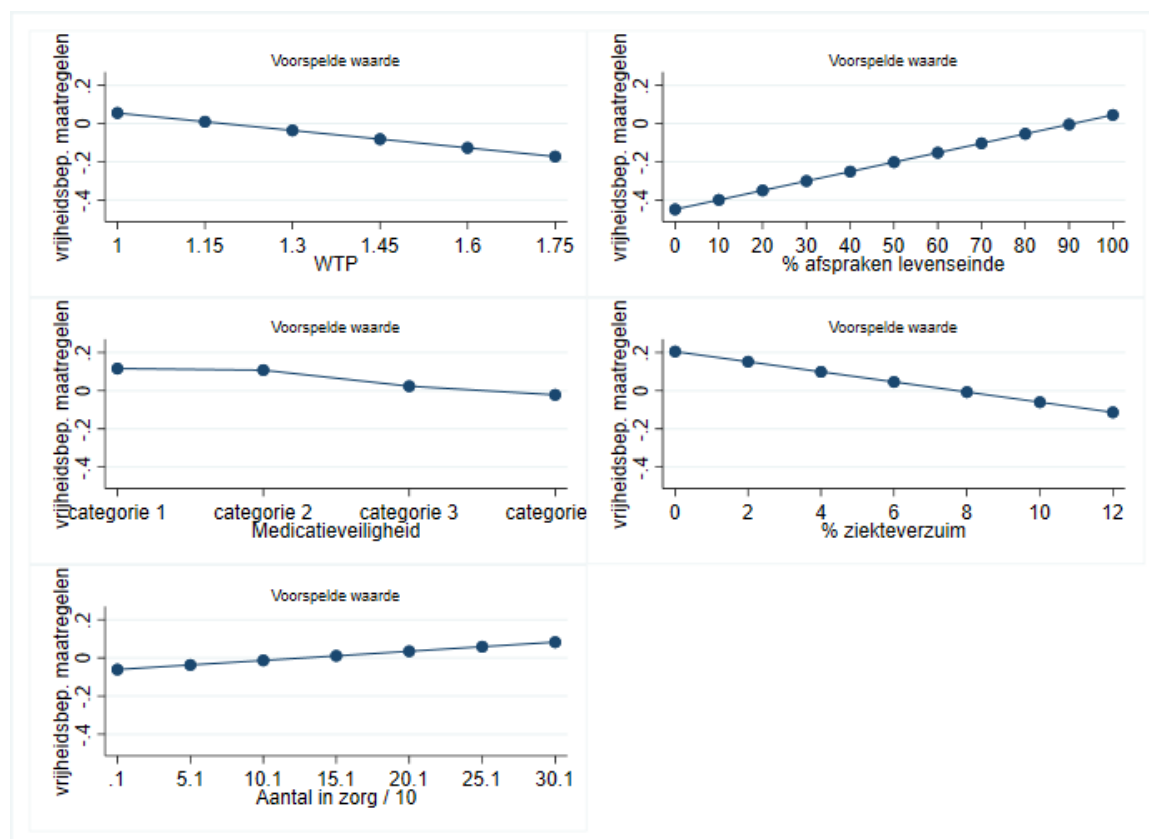 Voorspelde waarde
vrijheidsbep. maatregelen
.2
0
-.2
-.4
1 1.15 1.3 1.45 1.6 1.75
WTP
Voorspelde waarde
vrijheidsbep. maatregelen
.2
0
-.2
-.4
0 10 20 30 40 50 60 70 80 90 100
% afspraken levenseinde
Voorspelde waarde
vrijheidsbep. maatregelen
.2
0
-.2
-.4
categorie 1 categorie 2 categorie 3 categorie
Medicatieveiligheid
Voorspelde waarde
vrijheidsbep. maatregelen
.2
0
-.2
-.4
0 2 4 6 8 10 12
% ziekteverzuim
Voorspelde waarde
vrijheidsbep. maatregelen
.2
0
-.2
-.4
.1 5.1 10.1 15.1 20.1 25.1 30.1
Aantal in zorg / 10